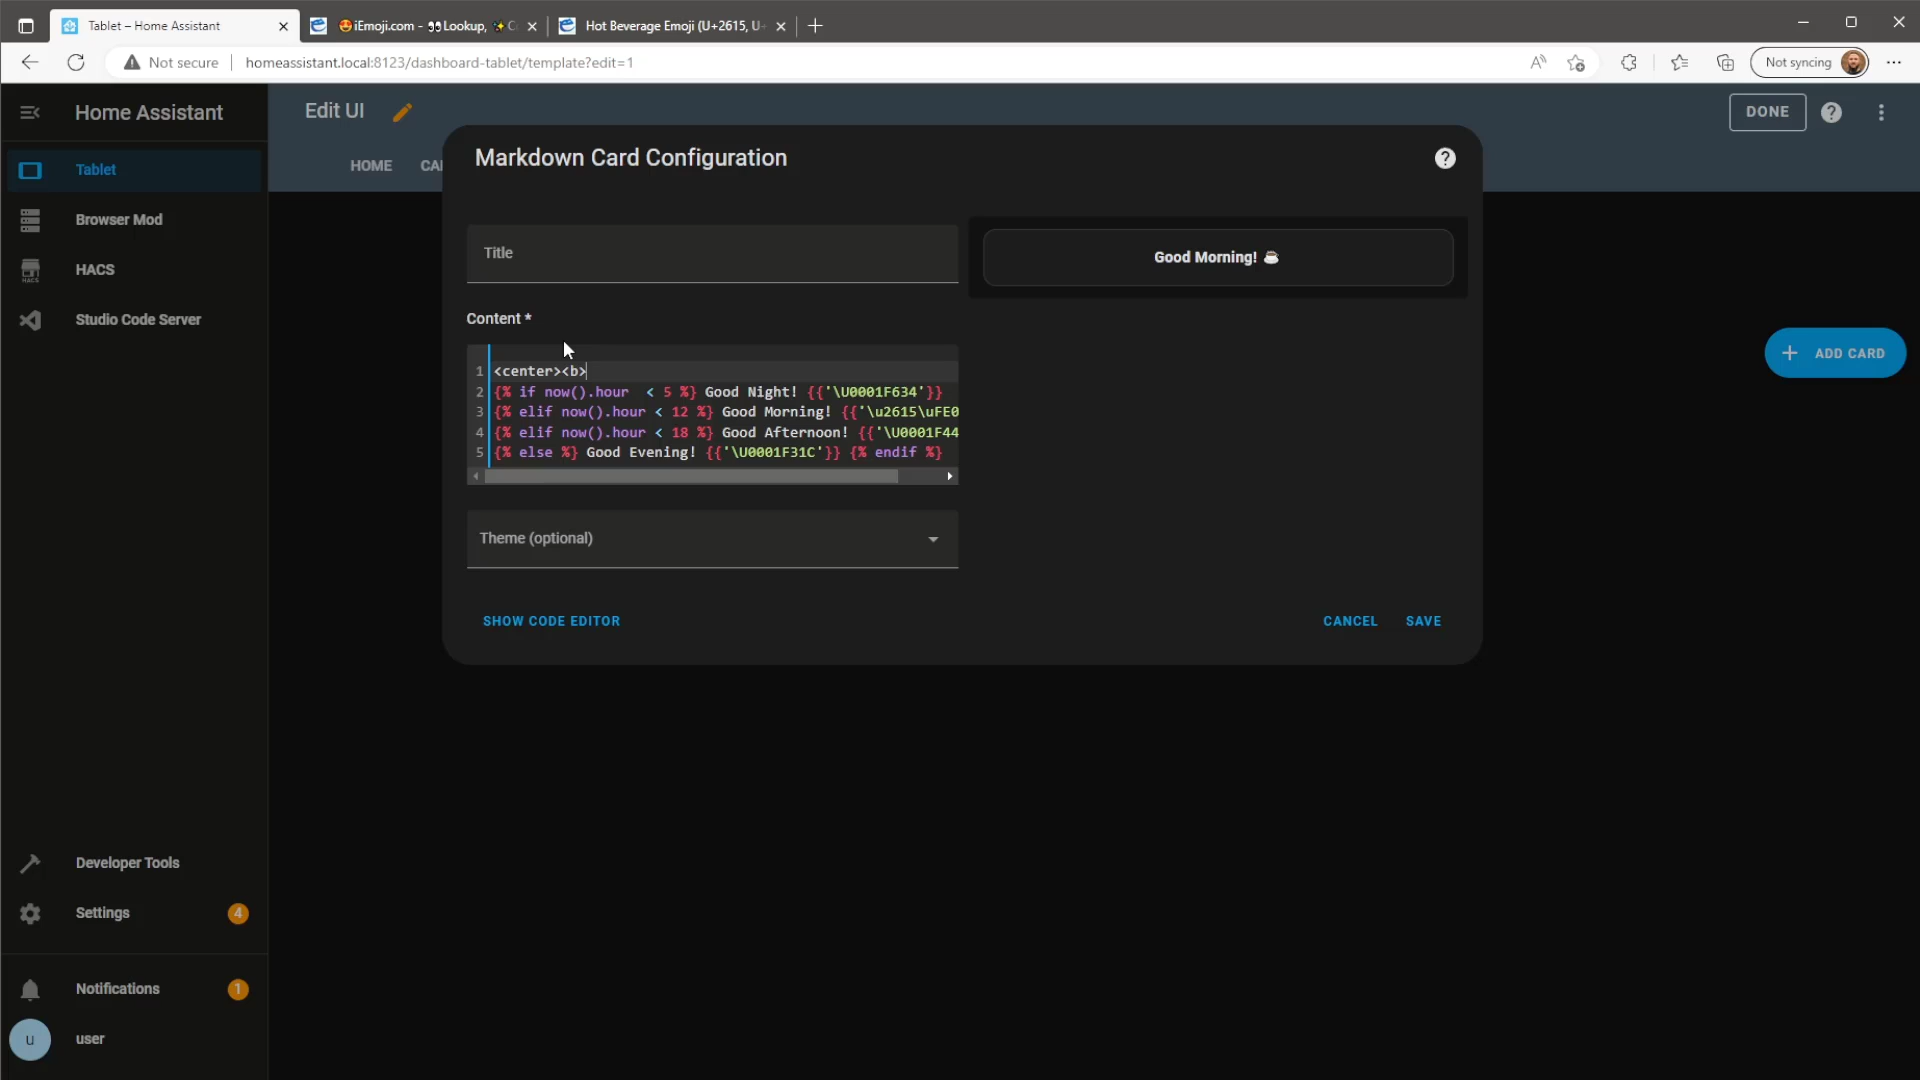 Tablet – Home Assistant
🤩iEmoji.com - 👀Lookup, ✨C
Hot Beverage Emoji (U+2615, U+
Not secure
homeassistant.local:8123/dashboard-tablet/template?edit=1
Not syncing
Home Assistant
Edit UI
DONE
HOME
CA
Tablet
Browser Mod
HACS
Studio Code Server
Markdown Card Configuration
Title
Good Morning! ☕
Content *
1 <center><b>
2 {% if now().hour  < 5 %} Good Night! {{'\U0001F634'}}
3 {% elif now().hour < 12 %} Good Morning! {{'\u2615\uFE0
4 {% elif now().hour < 18 %} Good Afternoon! {{'\U0001F44
5 {% else %} Good Evening! {{'\U0001F31C'}} {% endif %}
Theme (optional)
SHOW CODE EDITOR
CANCEL
SAVE
ADD CARD
Developer Tools
Settings
4
Notifications
1
u
user